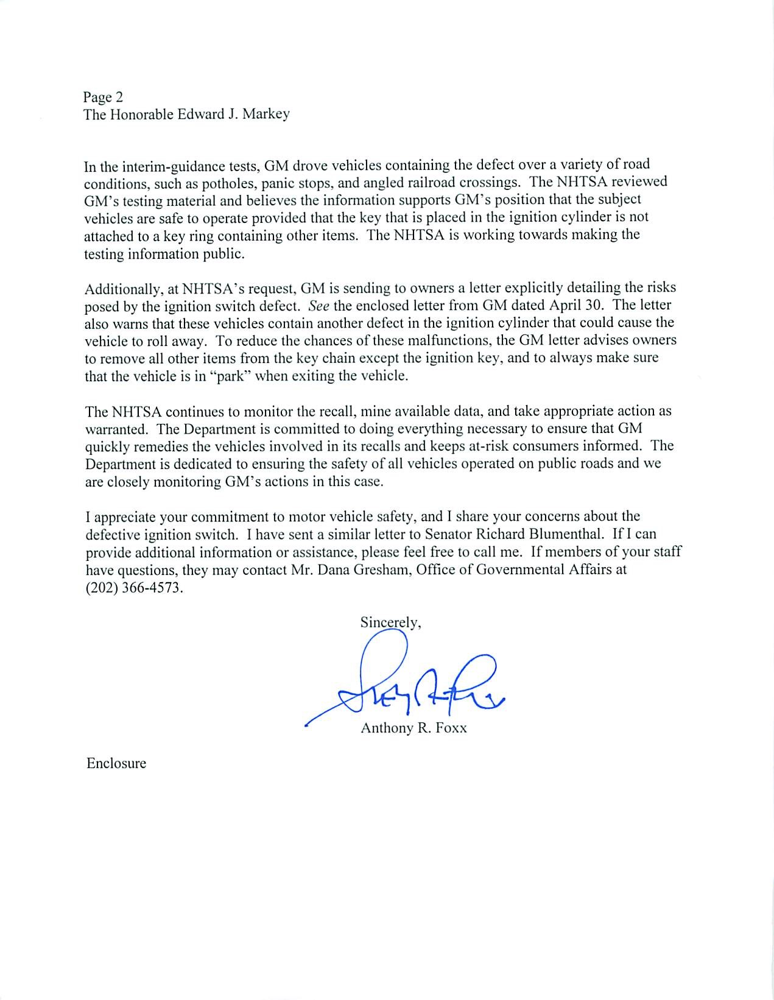 Page 2
The Honorable Edward J. Markey
In the interim-guidance tests, GM drove vehicles containing the defect over a variety of road
conditions, such as potholes, panic stops, and angled railroad crossings. The NHTSA reviewed
GM's testing material and believes the information supports GM's position that the subject
vehicles are safe to operate provided that the key that is placed in the ignition cylinder is not
attached to a key ring containing other items. The NHTSA is working towards making the
testing information public.
Additionally, at NHTSA's request, GM is sending to owners a letter explicitly detailing the risks
posed by the ignition switch defect. See the enclosed letter from GM dated April 30. The letter
also warns that these vehicles contain another defect in the ignition cylinder that could cause the
vehicle to roll away. To reduce the chances of these malfunctions, the GM letter advises owners
to remove all other items from the key chain except the ignition key, and to always make sure
that the vehicle is in “park” when exiting the vehicle.
The NHTSA continues to monitor the recall, mine available data, and take appropriate action as
warranted. The Department is committed to doing everything necessary to ensure that GM
quickly remedies the vehicles involved in its recalls and keeps at-risk consumers informed. The
Department is dedicated to ensuring the safety of all vehicles operated on public roads and we
are closely monitoring GM's actions in this case.
I appreciate your commitment to motor vehicle safety, and I share your concerns about the
defective ignition switch. I have sent a similar letter to Senator Richard Blumenthal. If I can
provide additional information or assistance, please feel free to call me. If members of your staff
have questions, they may contact Mr. Dana Gresham, Office of Governmental Affairs at
(202) 366-4573.
Sincerely,
Anthony R. Foxx
Enclosure